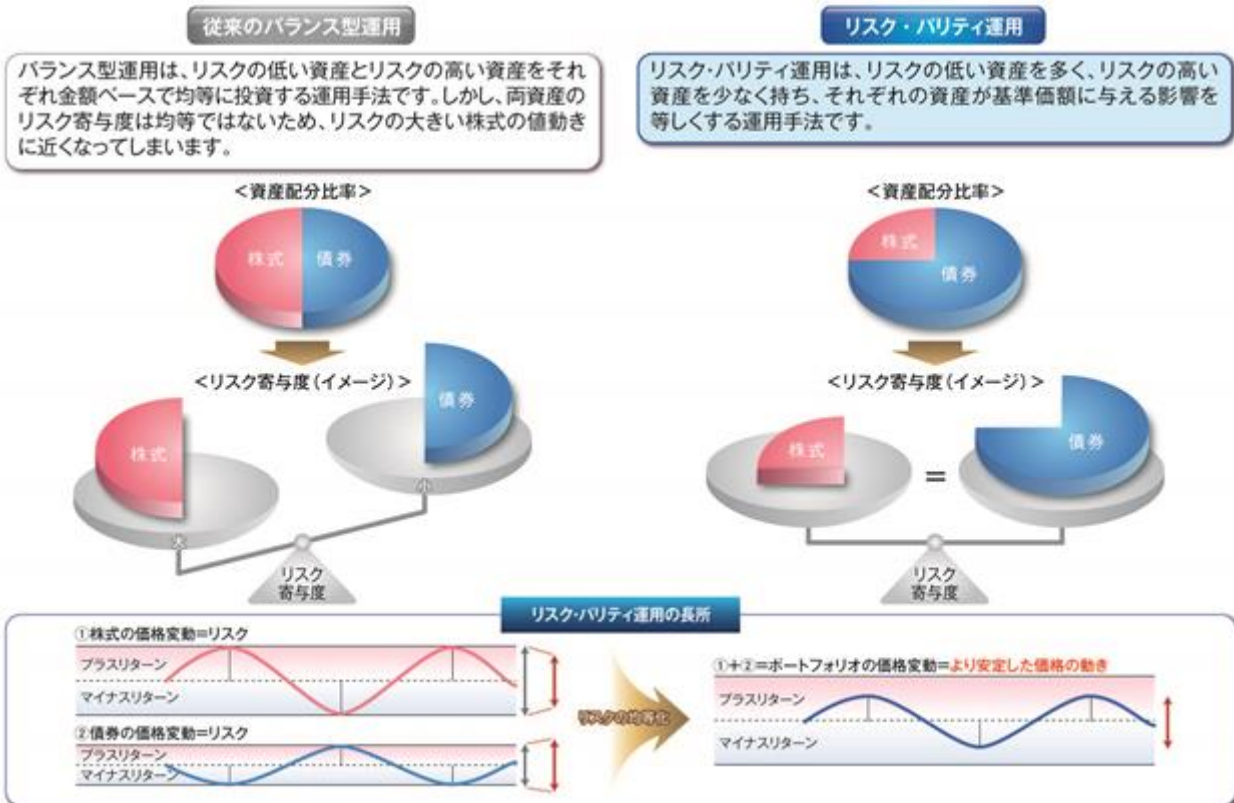 従来のバランス型運用
バランス型運用は、リスクの低い資産とリスクの高い資産をそれ
ぞれ金額ベースで均等に投資する運用手法です。しかし、両資産の
リスク寄与度は均等ではないため、リスクの大きい株式の値動き
に近くなってしまいます。
<資産配分比率>
株式
債券
<リスク寄与度(イメージ)>
株式
債券
大
小
リスク
寄与度
リスク・パリティ運用
リスク・パリティ運用は、リスクの低い資産を多く、リスクの高い
資産を少なく持ち、それぞれの資産が基準価額に与える影響を
等しくする運用手法です。
<資産配分比率>
株式
債券
<リスク寄与度(イメージ)>
株式
=
債券
リスク
寄与度
リスク・パリティ運用の長所
①株式の価格変動=リスク
プラスリターン
マイナスリターン
②債券の価格変動=リスク
プラスリターン
マイナスリターン
リスクの均等化
①+②=ポートフォリオの価格変動=より安定した価格の動き
プラスリターン
マイナスリターン